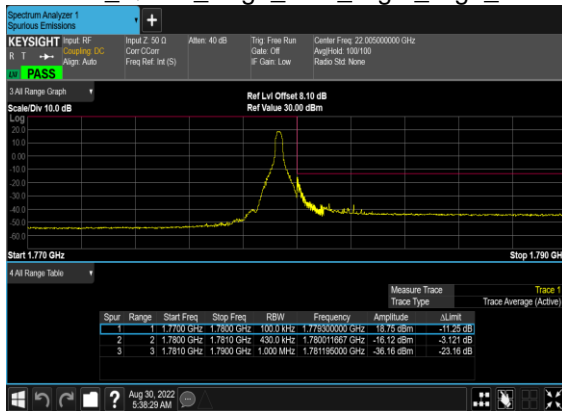 Spectrum Analyzer 1
Spurious Emissions
KEYSIGHT Input: RF Input Z: 50 Ω Atten: 40 dB Trig: Free Run Center Freq: 22.005000000 GHz
R T Coupling: DC Corr CCorr Gate: Off Avg|Hold: 100/100
Align: Auto Freq Ref: Int (S) IF Gain: Low Radio Std: None
PASS
3 All Range Graph
Ref Lvl Offset 8.10 dB
Scale/Div 10.0 dB Ref Value 30.00 dBm
Log
20.0
10.0
0.00
-10.0
-20.0
-30.0
-40.0
-50.0
-60.0
Start 1.770 GHz Stop 1.790 GH
4 All Range Table
Measure Trace Trace 1
Trace Type Trace Average (Active)
Spur Range Start Freq Stop Freq RBW Frequency Amplitude ΔLimit
1 1 1.7700 GHz 1.7800 GHz 100.0 kHz 1.779300000 GHz 18.75 dBm -11.25 dB
2 2 1.7800 GHz 1.7810 GHz 430.0 kHz 1.780011667 GHz -16.12 dBm -3.121 dB
3 3 1.7810 GHz 1.7900 GHz 1.000 MHz 1.781195000 GHz -36.16 dBm -23.16 dB
? Aug 30, 2022
5:38:29 AM